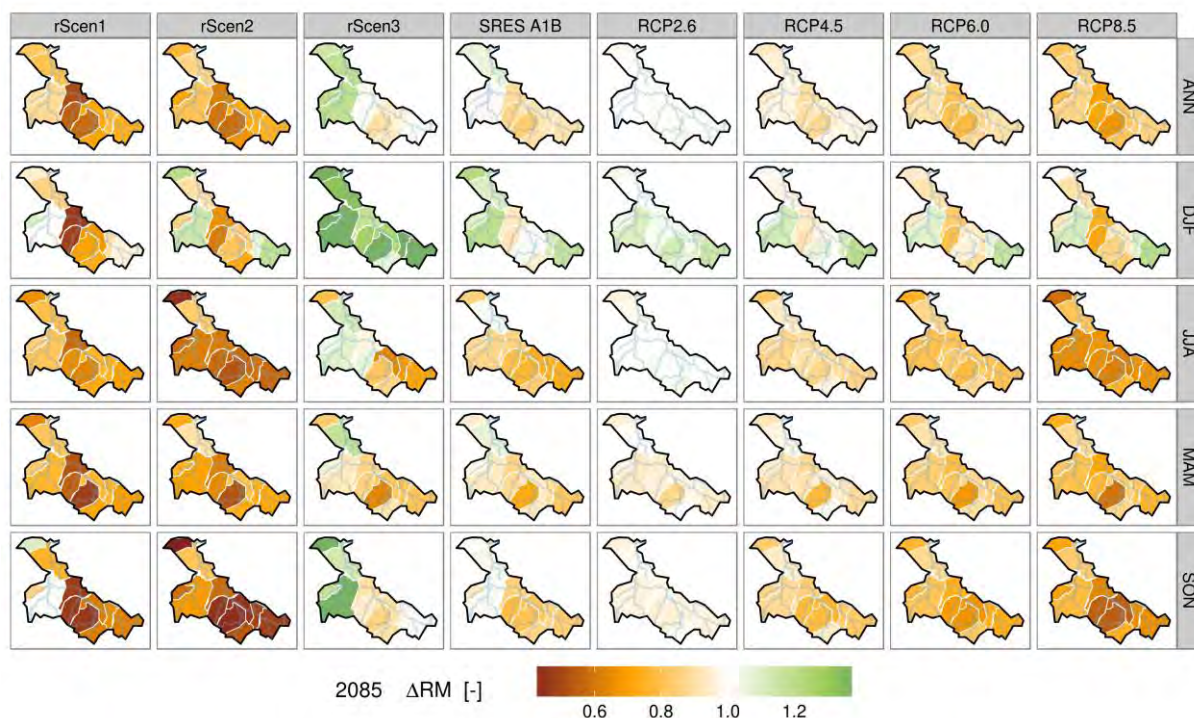 rScen1 rScen2 rScen3 SRES A1B RCP2.6 RCP4.5 RCP6.0 RCP8.5
ANN
DJF
JJA
MAM
SON
2085 ΔRM [-]
0.6 0.8 1.0 1.2